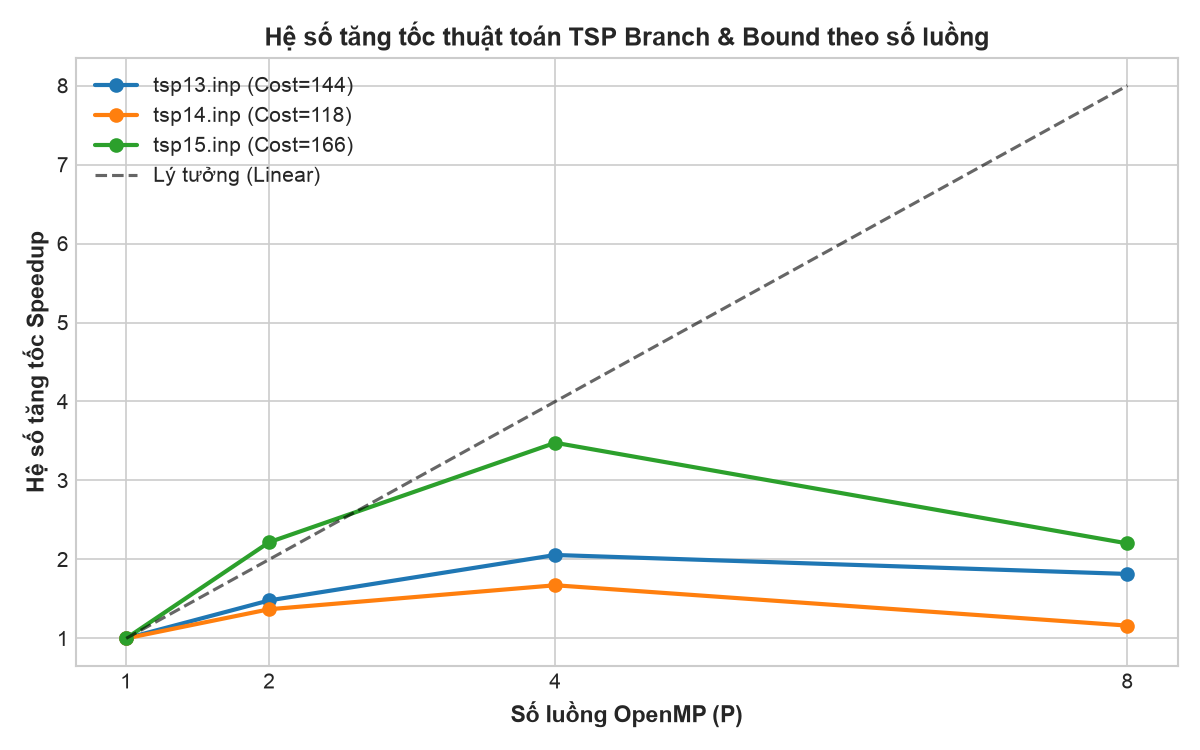 Hệ số tăng tốc thuật toán TSP Branch & Bound theo số luồng
tsp13.inp (Cost=144)
tsp14.inp (Cost=118)
tsp15.inp (Cost=166)
Lý tưởng (Linear)
Hệ số tăng tốc Speedup
8
7
6
5
4
3
2
1
1 2 4 8
Số luồng OpenMP (P)